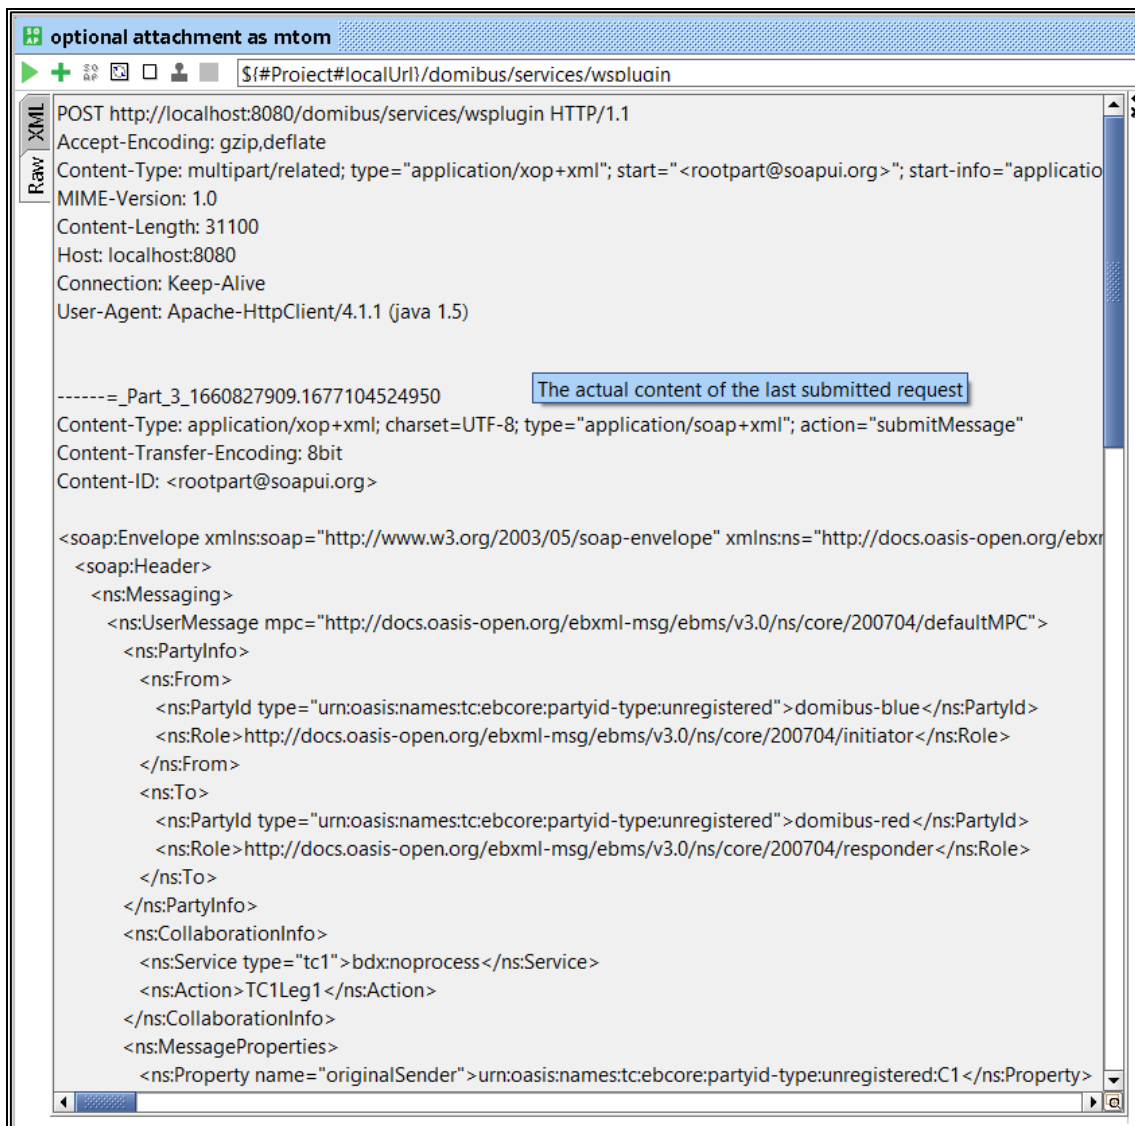 SO
AP
optional attachment as mtom
SO
AP
${#Project#localUrl}/domibus/services/wsplugin
XML
Raw
POST http://localhost:8080/domibus/services/wsplugin HTTP/1.1
Accept-Encoding: gzip,deflate
Content-Type: multipart/related; type="application/xop+xml"; start="<rootpart@soapui.org>"; start-info="applicatio
MIME-Version: 1.0
Content-Length: 31100
Host: localhost:8080
Connection: Keep-Alive
User-Agent: Apache-HttpClient/4.1.1 (java 1.5)
The actual content of the last submitted request
------=_Part_3_1660827909.1677104524950
Content-Type: application/xop+xml; charset=UTF-8; type="application/soap+xml"; action="submitMessage"
Content-Transfer-Encoding: 8bit
Content-ID: <rootpart@soapui.org>
<soap:Envelope xmlns:soap="http://www.w3.org/2003/05/soap-envelope" xmlns:ns="http://docs.oasis-open.org/ebxr
<soap:Header>
<ns:Messaging>
<ns:UserMessage mpc="http://docs.oasis-open.org/ebxml-msg/ebms/v3.0/ns/core/200704/defaultMPC">
<ns:PartyInfo>
<ns:From>
<ns:PartyId type="urn:oasis:names:tc:ebcore:partyid-type:unregistered">domibus-blue</ns:PartyId>
<ns:Role>http://docs.oasis-open.org/ebxml-msg/ebms/v3.0/ns/core/200704/initiator</ns:Role>
</ns:From>
<ns:To>
<ns:PartyId type="urn:oasis:names:tc:ebcore:partyid-type:unregistered">domibus-red</ns:PartyId>
<ns:Role>http://docs.oasis-open.org/ebxml-msg/ebms/v3.0/ns/core/200704/responder</ns:Role>
</ns:To>
</ns:PartyInfo>
<ns:CollaborationInfo>
<ns:Service type="tc1">bdx:noprocess</ns:Service>
<ns:Action>TC1Leg1</ns:Action>
</ns:CollaborationInfo>
<ns:MessageProperties>
<ns:Property name="originalSender">urn:oasis:names:tc:ebcore:partyid-type:unregistered:C1</ns:Property>